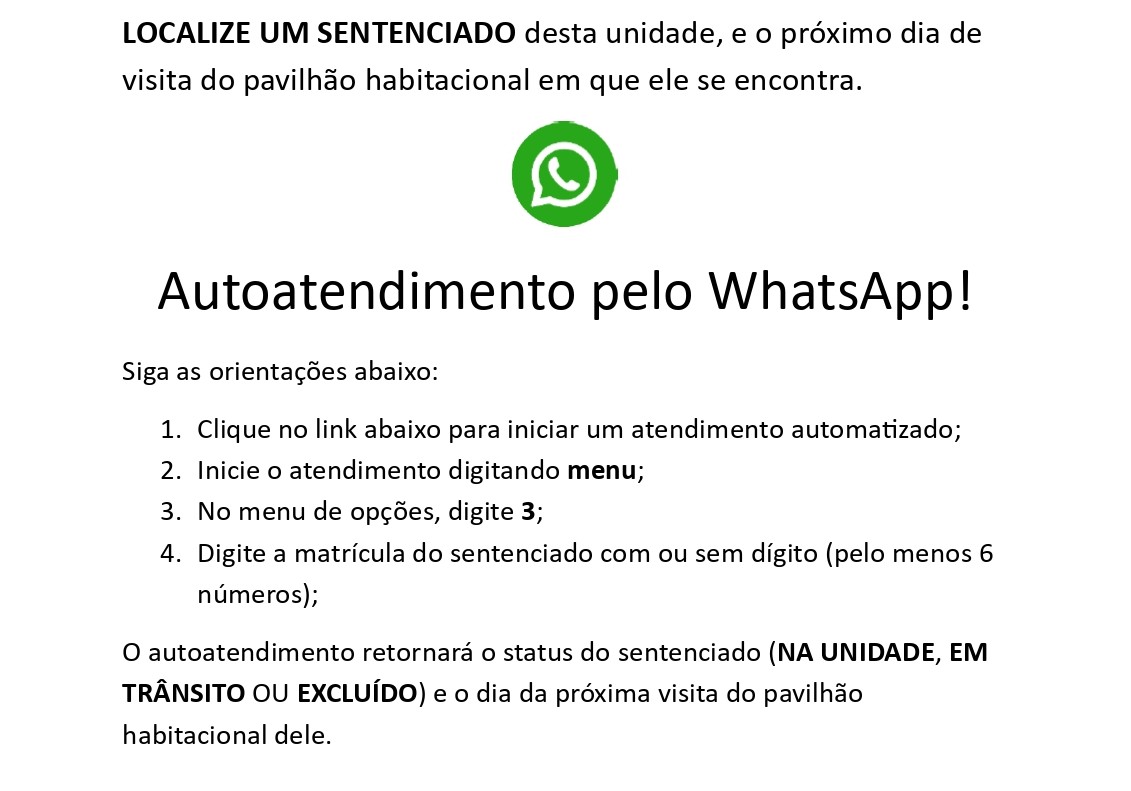 LOCALIZE UM SENTENCIADO desta unidade, e o próximo dia de
visita do pavilhão habitacional em que ele se encontra.
Autoatendimento pelo WhatsApp!
Siga as orientações abaixo:
1. Clique no link abaixo para iniciar um atendimento automatizado;
2. Inicie o atendimento digitando menu;
3. No menu de opções, digite 3;
4. Digite a matrícula do sentenciado com ou sem dígito (pelo menos 6
números);
O autoatendimento retornará o status do sentenciado (NA UNIDADE, EM
TRÂNSITO OU EXCLUÍDO) e o dia da próxima visita do pavilhão
habitacional dele.